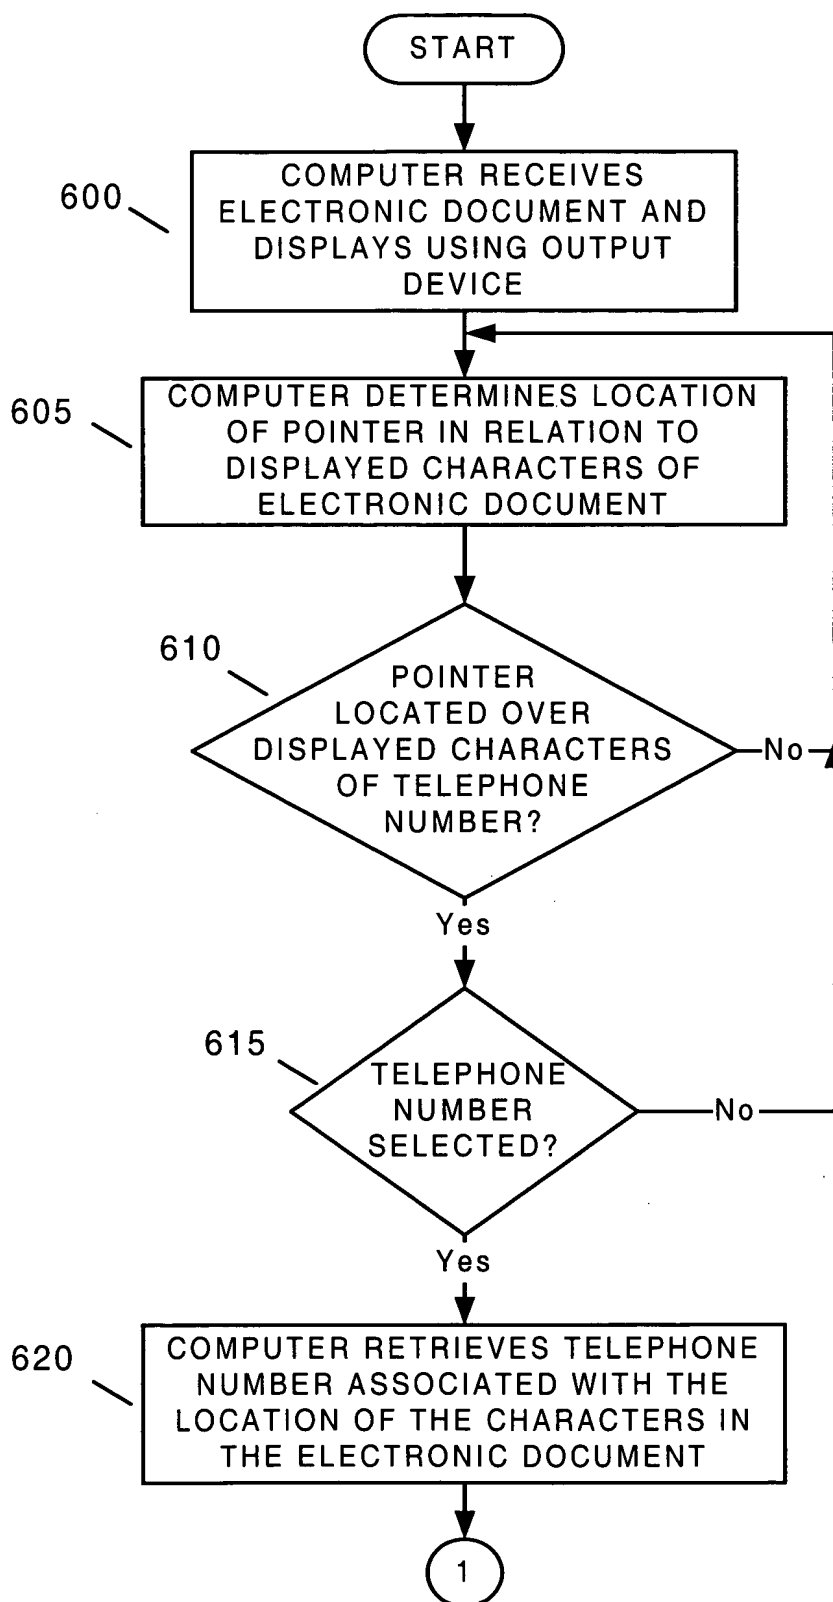 START
600
COMPUTER RECEIVES
ELECTRONIC DOCUMENT AND
DISPLAYS USING OUTPUT
DEVICE
605
COMPUTER DETERMINES LOCATION
OF POINTER IN RELATION TO
DISPLAYED CHARACTERS OF
ELECTRONIC DOCUMENT
610
POINTER
LOCATED OVER
DISPLAYED CHARACTERS
OF TELEPHONE
NUMBER?
No
Yes
615
TELEPHONE
NUMBER
SELECTED?
No
Yes
620
COMPUTER RETRIEVES TELEPHONE
NUMBER ASSOCIATED WITH THE
LOCATION OF THE CHARACTERS IN
THE ELECTRONIC DOCUMENT
1